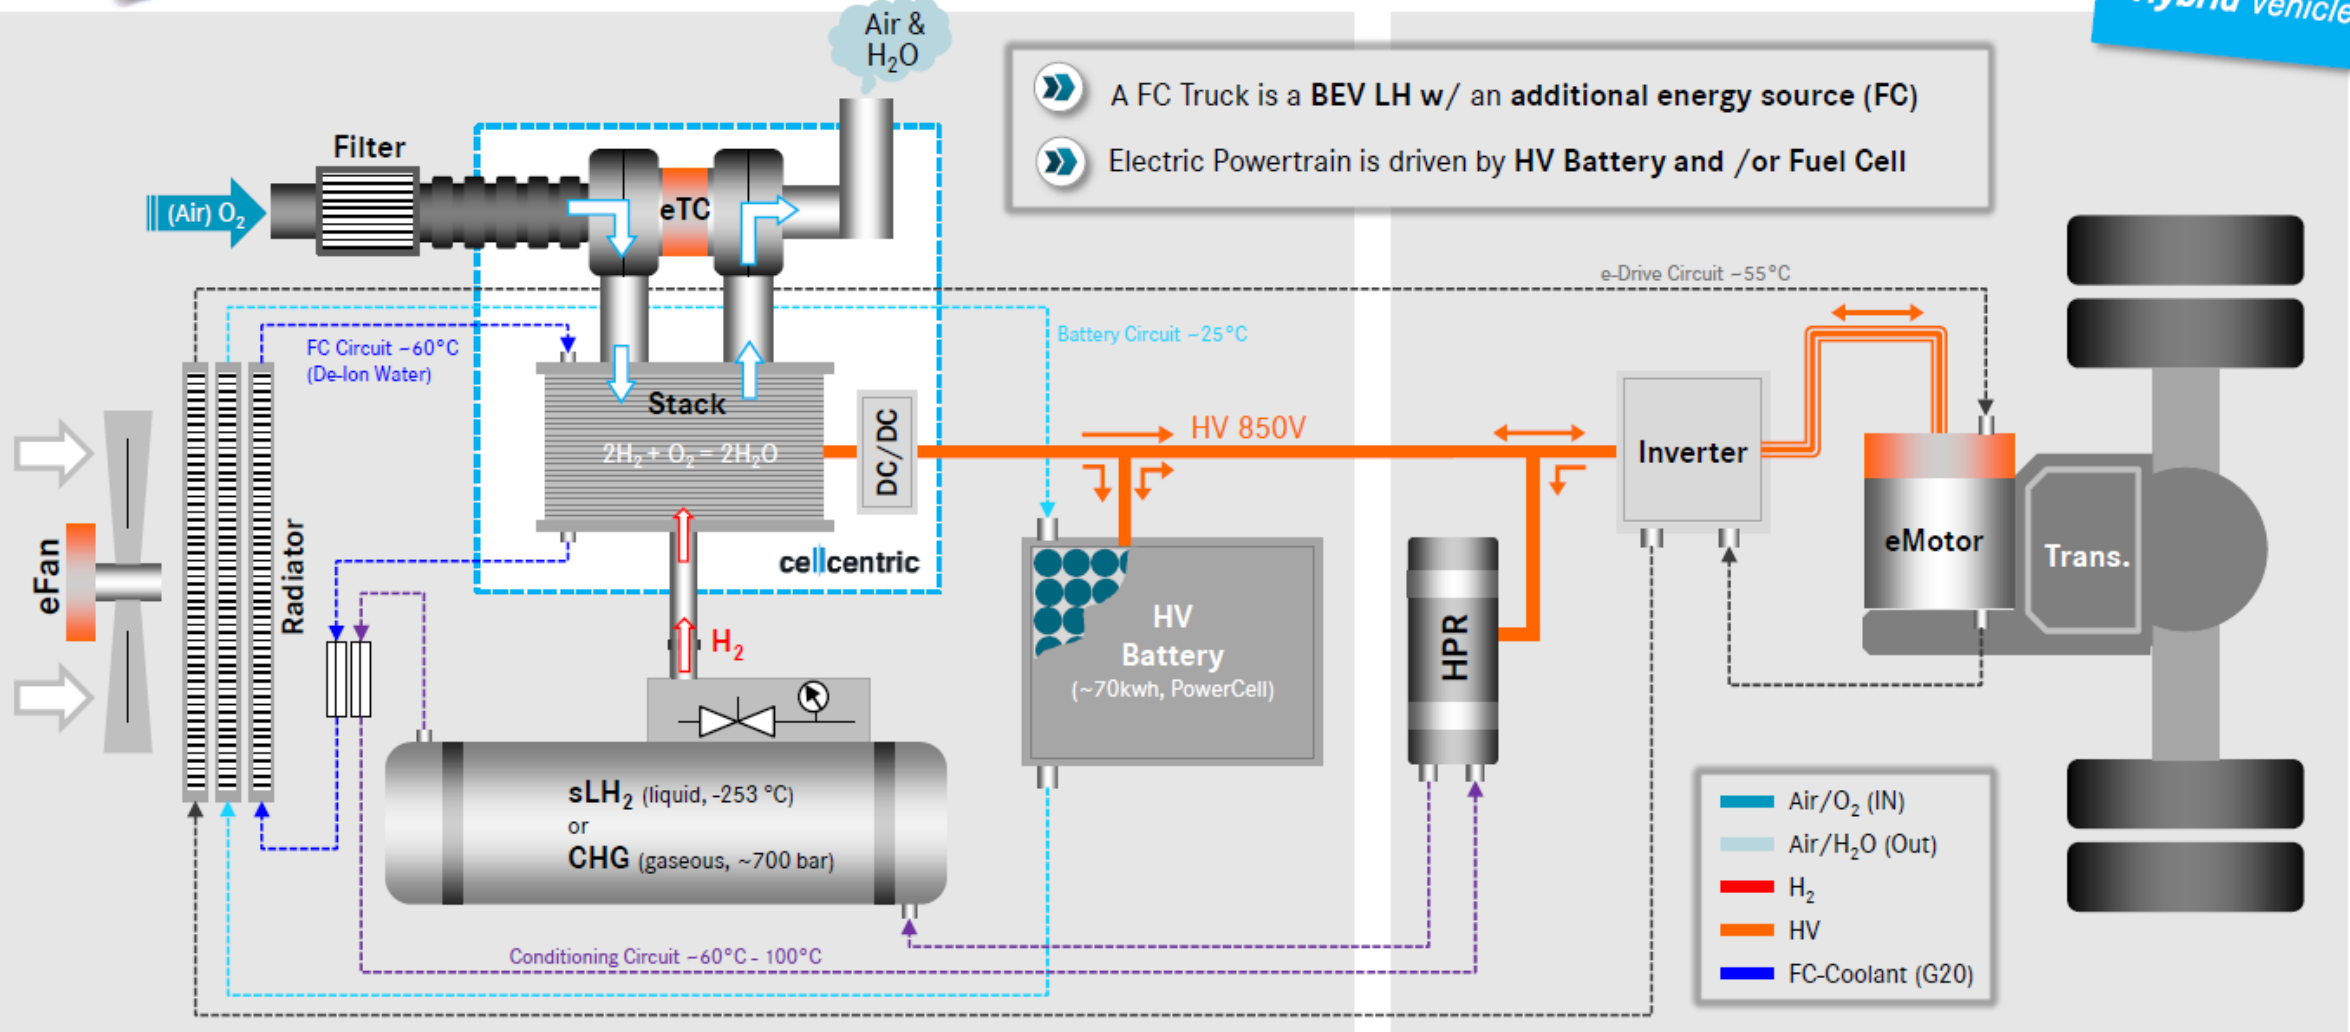 Hybrid Vehicle
Air &
H₂O
A FC Truck is a BEV LH w/ an additional energy source (FC)
Electric Powertrain is driven by HV Battery and /or Fuel Cell
Filter
(Air) O₂
eTC
e-Drive Circuit ~55°C
Battery Circuit ~25°C
FC Circuit ~60°C
(De-Ion Water)
Stack
2H₂ + O₂ = 2H₂O
DC/DC
HV 850V
Inverter
eMotor
Trans.
eFan
Radiator
cellcentric
H₂
HV
Battery
(~70kwh, PowerCell)
HPR
sLH₂ (liquid, -253 °C)
or
CHG (gaseous, ~700 bar)
Conditioning Circuit ~60°C - 100°C
Air/O₂ (IN)
Air/H₂O (Out)
H₂
HV
FC-Coolant (G20)